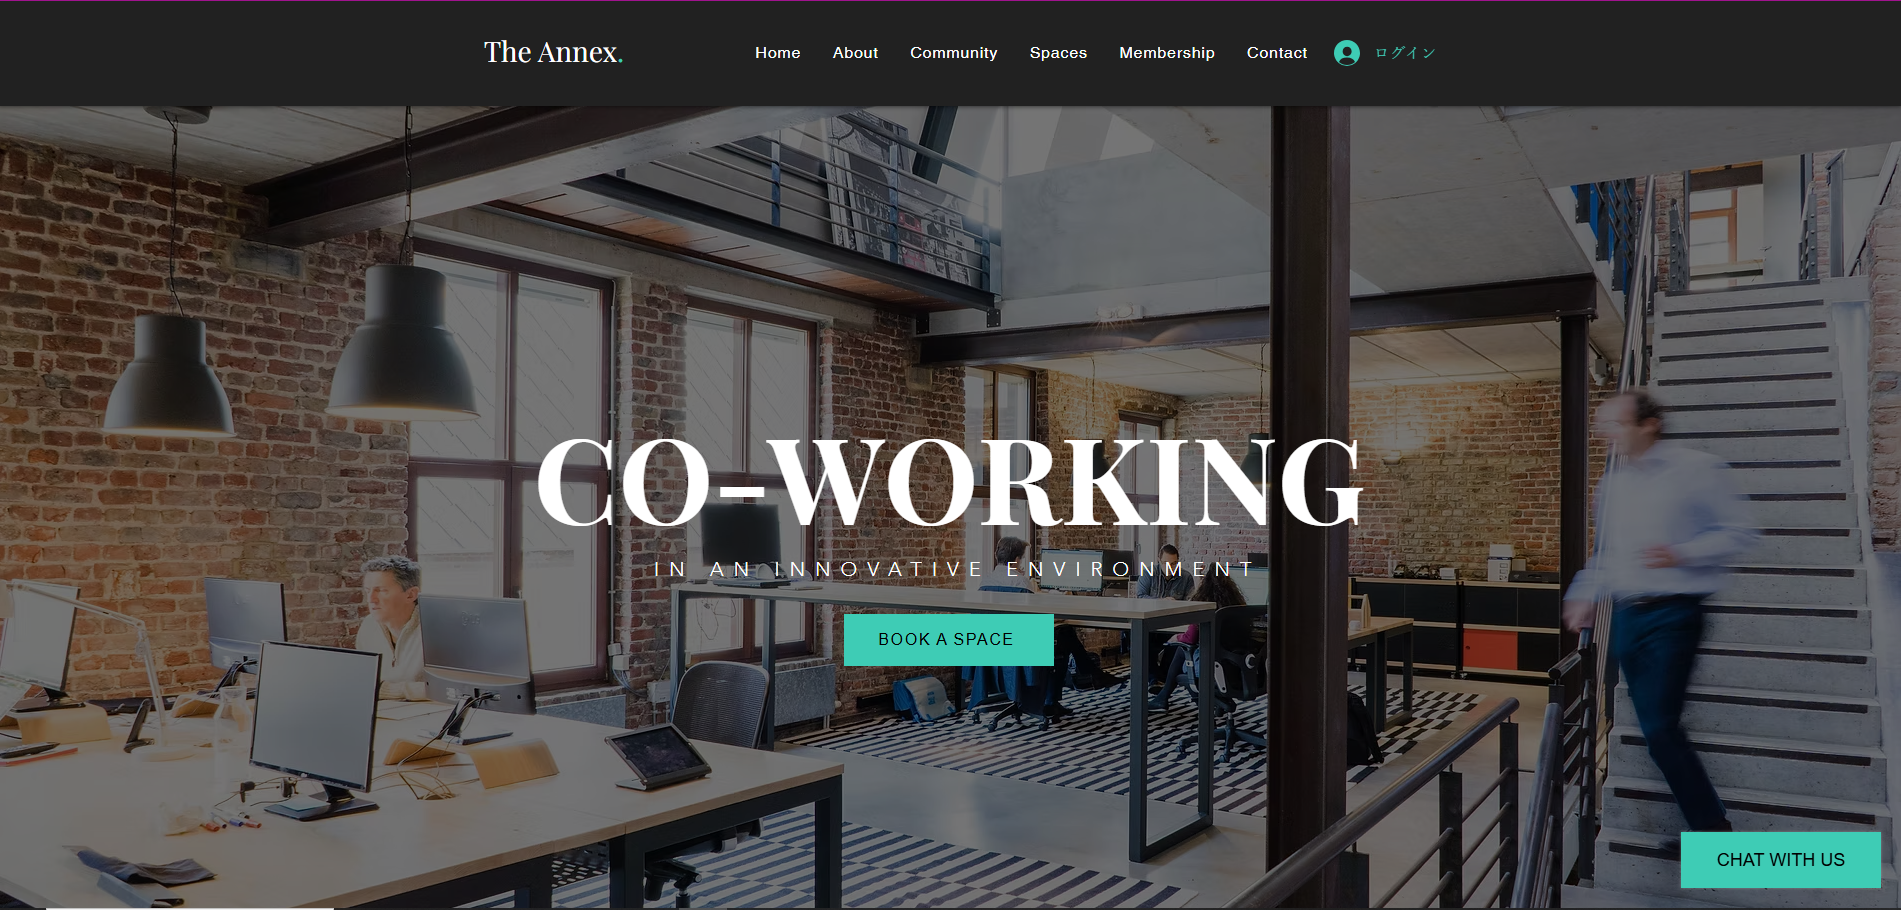 The Annex.
Home About Community Spaces Membership Contact ログイン
CO-WORKING
IN AN INNOVATIVE ENVIRONMENT
BOOK A SPACE
CHAT WITH US